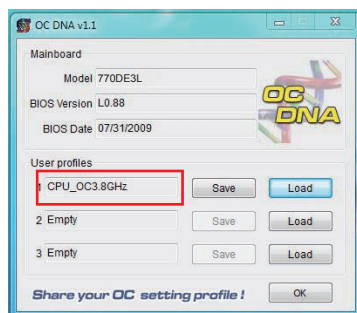 OC DNA v1.1
Mainboard
Model 770DE3L
BIOS Version L0.88
BIOS Date 07/31/2009
OC
DNA
User profiles
1 CPU_OC3.8GHz Save Load
2 Empty Save Load
3 Empty Save Load
Share your OC setting profile! OK